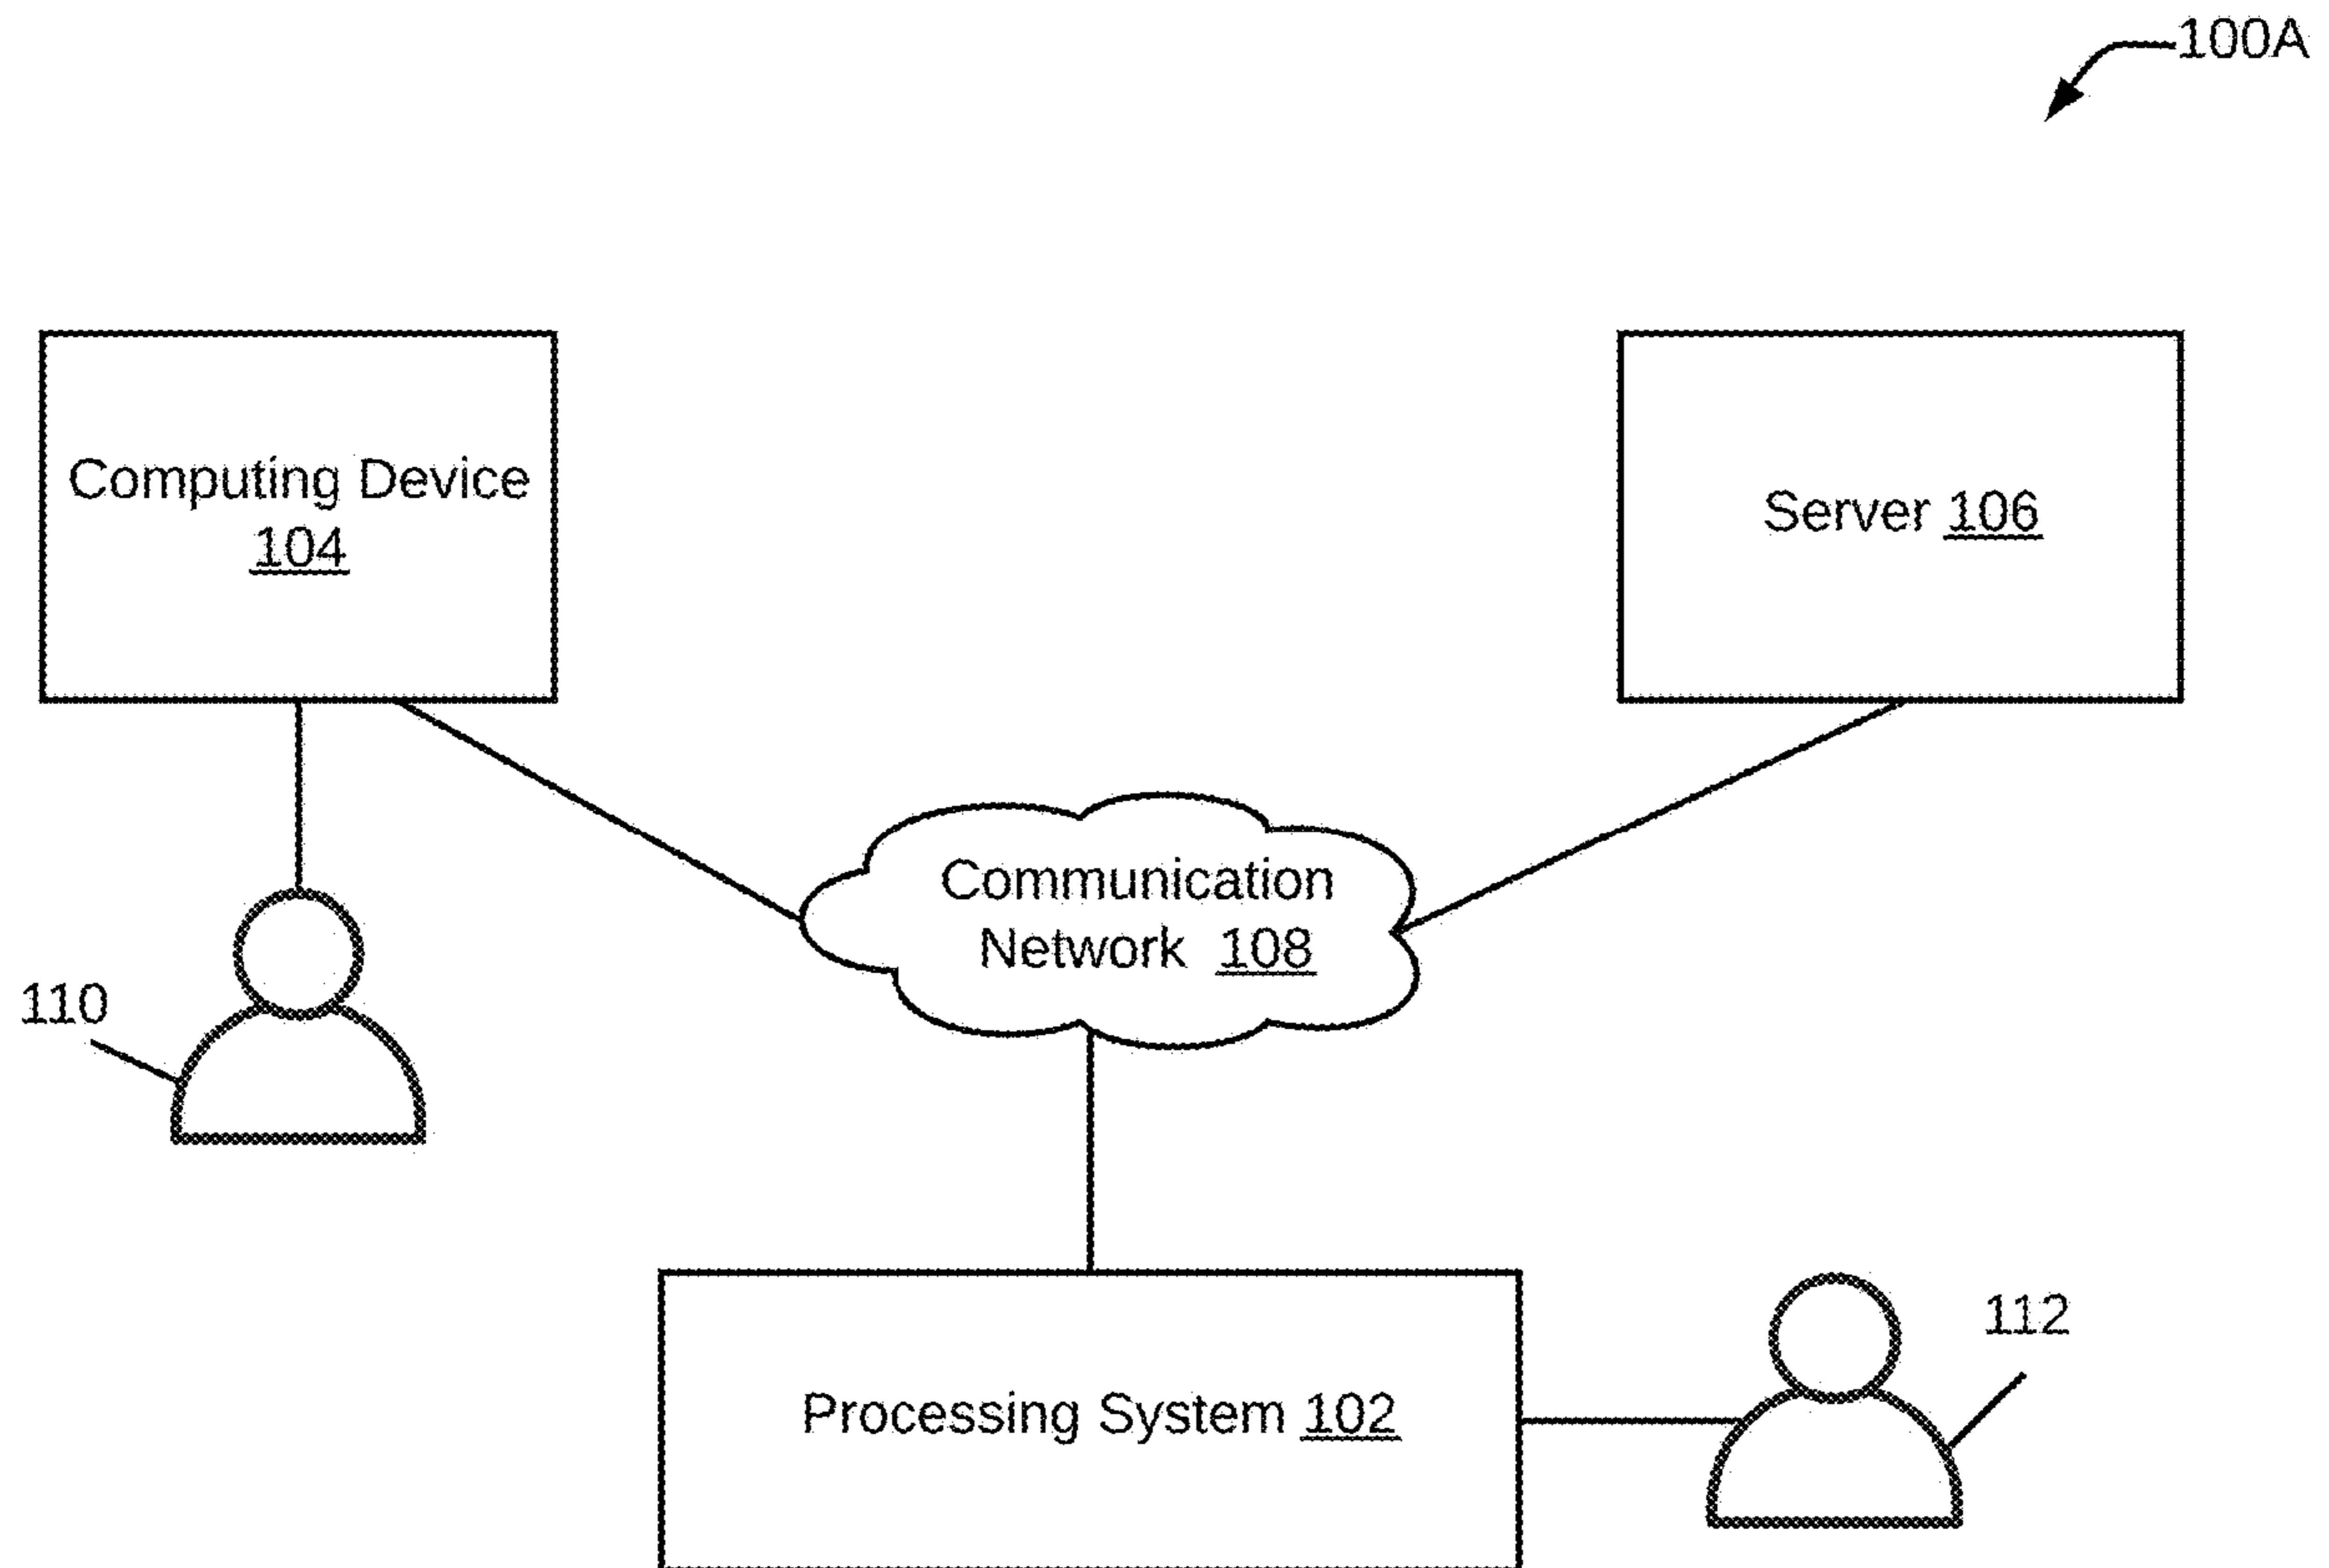 100A
Computing Device
104
Server 106
Communication
Network 108
110
112
Processing System 102